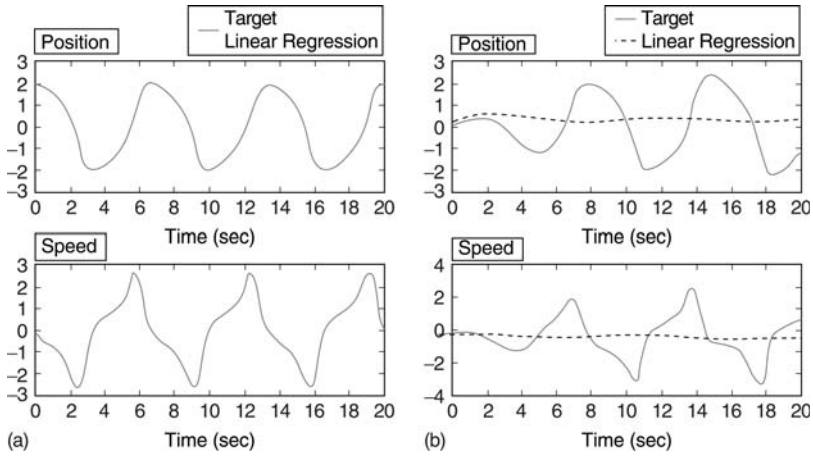 Target
Linear Regression
Position
3
2
1
0
–1
–2
–3
0 2 4 6 8 10 12 14 16 18 20
Time (sec)
Speed
3
2
1
0
–1
–2
–3
0 2 4 6 8 10 12 14 16 18 20
Time (sec)
(a)
Target
Linear Regression
Position
3
2
1
0
–1
–2
–3
0 2 4 6 8 10 12 14 16 18 20
Time (sec)
Speed
4
2
0
–2
–4
0 2 4 6 8 10 12 14 16 18 20
Time (sec)
(b)